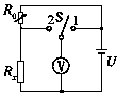 R₀ 2 S 1
V U
Rₓ